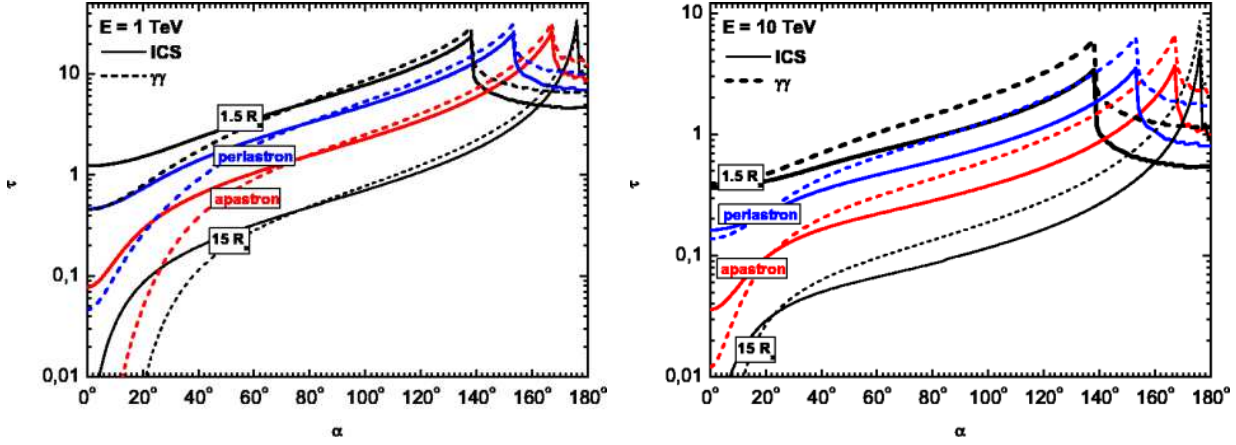 E = 1 TeV
ICS
γγ
1.5 R
periastron
apastron
15 R
10
1
0,1
0,01
τ
0° 20° 40° 60° 80° 100° 120° 140° 160° 180°
α
E = 10 TeV
ICS
γγ
1.5 R
periastron
apastron
15 R
10
1
0,1
0,01
τ
0° 20° 40° 60° 80° 100° 120° 140° 160° 180°
α